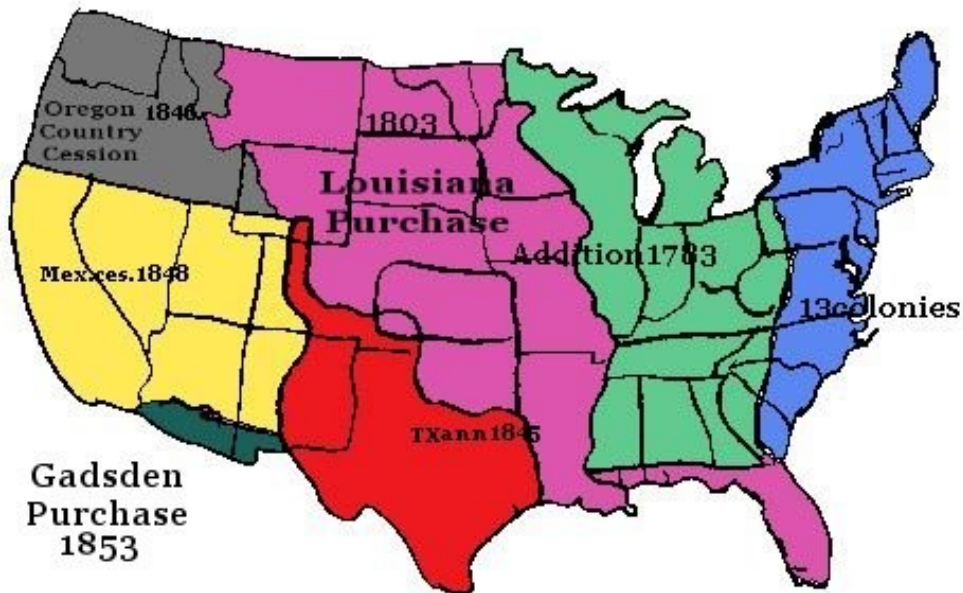 Oregon 1846
Country
Cession
1803
Louisiana
Purchase
Addition 1783
Mex.ces.1848
13colonies
TXann1845
Gadsden
Purchase
1853